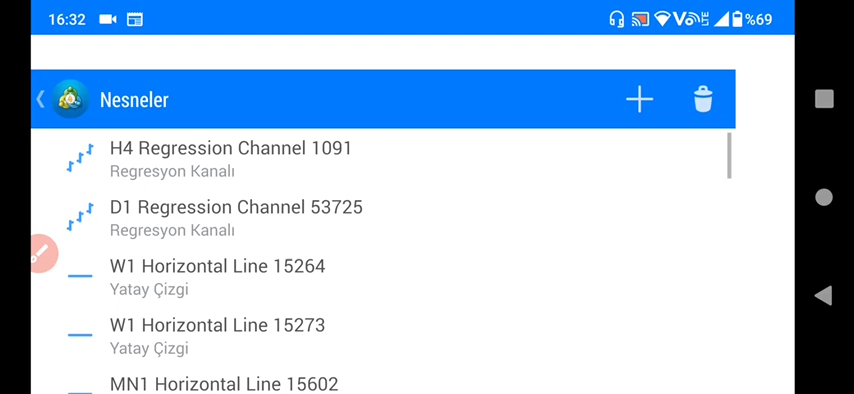 16:32 %69
Nesneler
H4 Regression Channel 1091
Regresyon Kanalı
D1 Regression Channel 53725
Regresyon Kanalı
W1 Horizontal Line 15264
Yatay Çizgi
W1 Horizontal Line 15273
Yatay Çizgi
MN1 Horizontal Line 15602